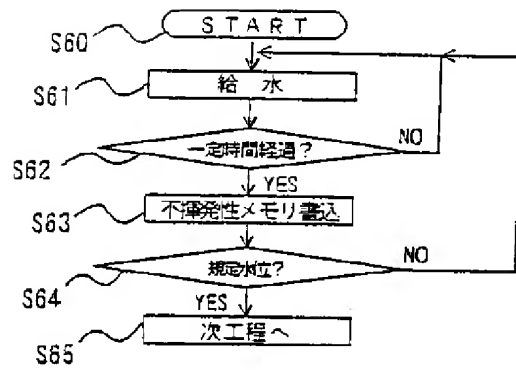 S60
START
S61
給 水
S62
一定時間経過?
NO
YES
S63
不揮発性メモリ書込
S64
規定水位?
NO
YES
S65
次工程へ